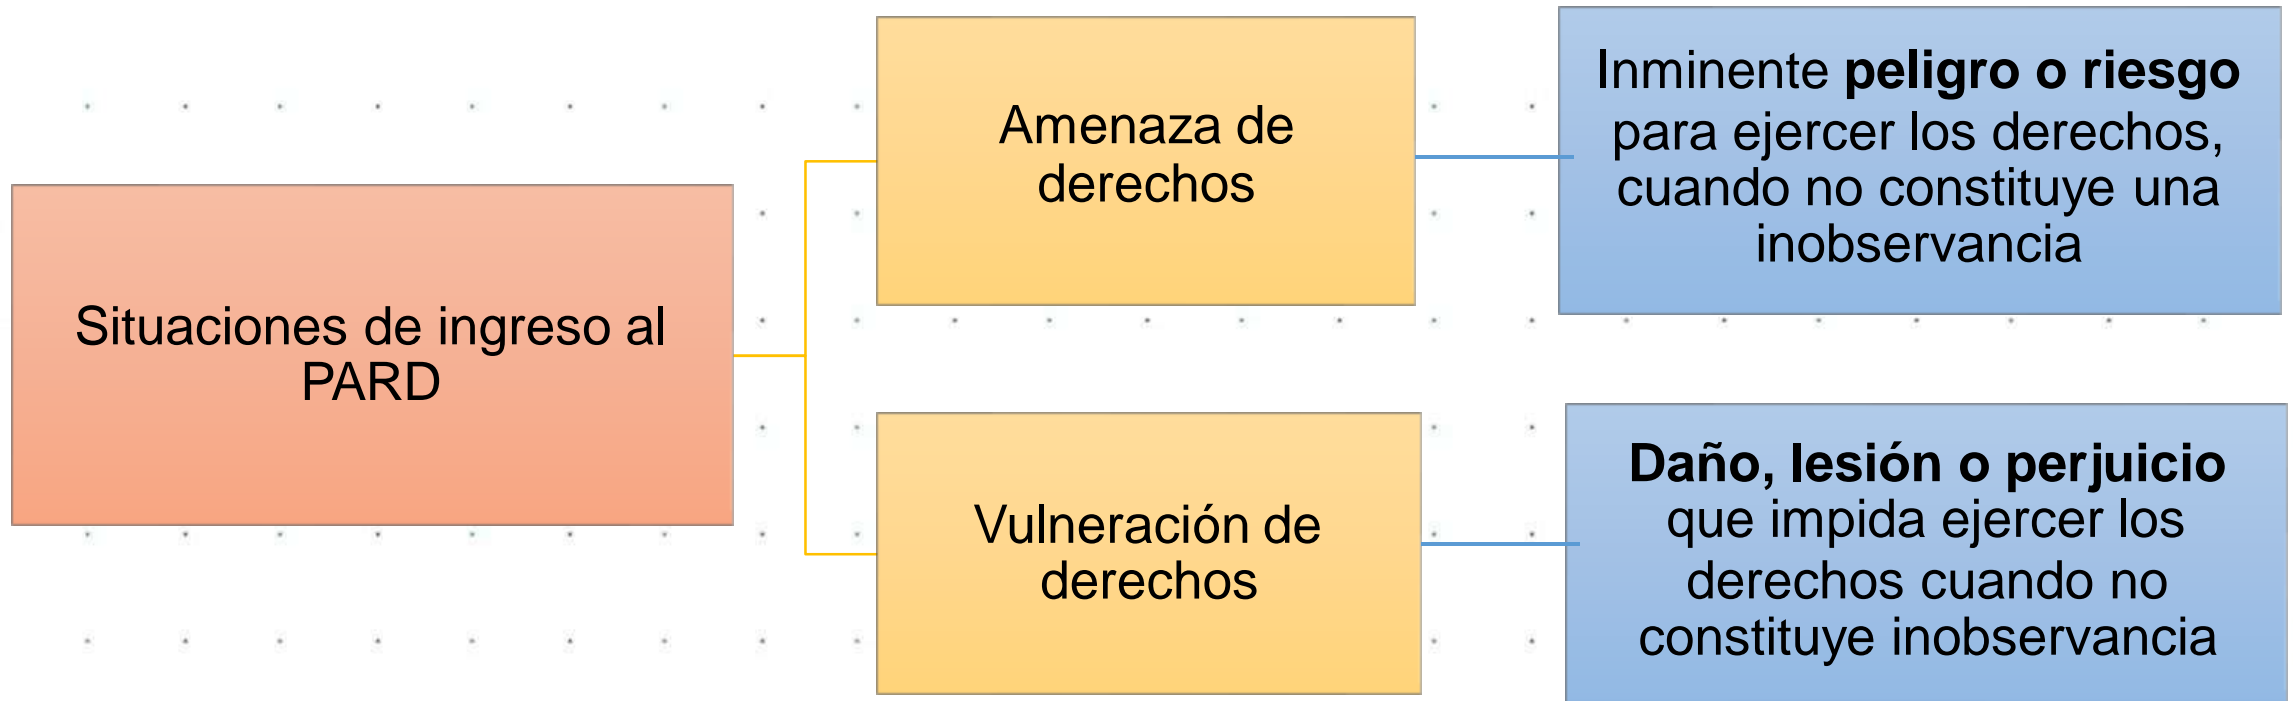 Situaciones de ingreso al
PARD
Amenaza de
derechos
Inminente peligro o riesgo
para ejercer los derechos,
cuando no constituye una
inobservancia
Vulneración de
derechos
Daño, lesión o perjuicio
que impida ejercer los
derechos cuando no
constituye inobservancia